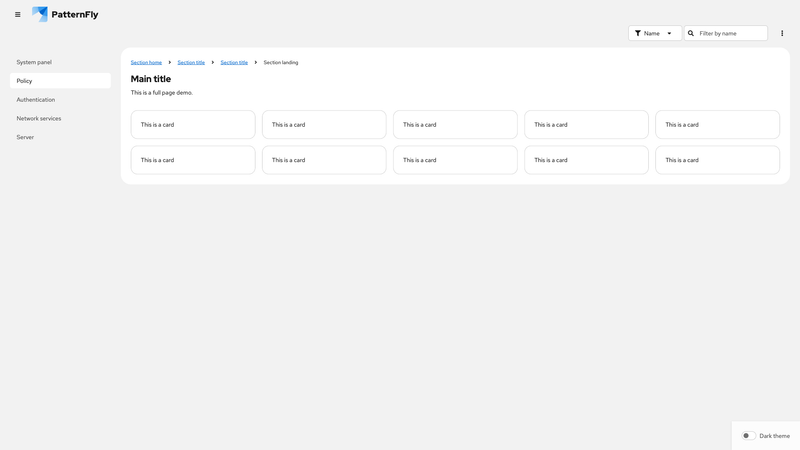 PatternFly
Name
Filter by name
System panel
Policy
Authentication
Network services
Server
Section home
Section title
Section title
Section landing
Main title
This is a full page demo.
This is a card
This is a card
This is a card
This is a card
This is a card
This is a card
This is a card
This is a card
This is a card
This is a card
Dark theme